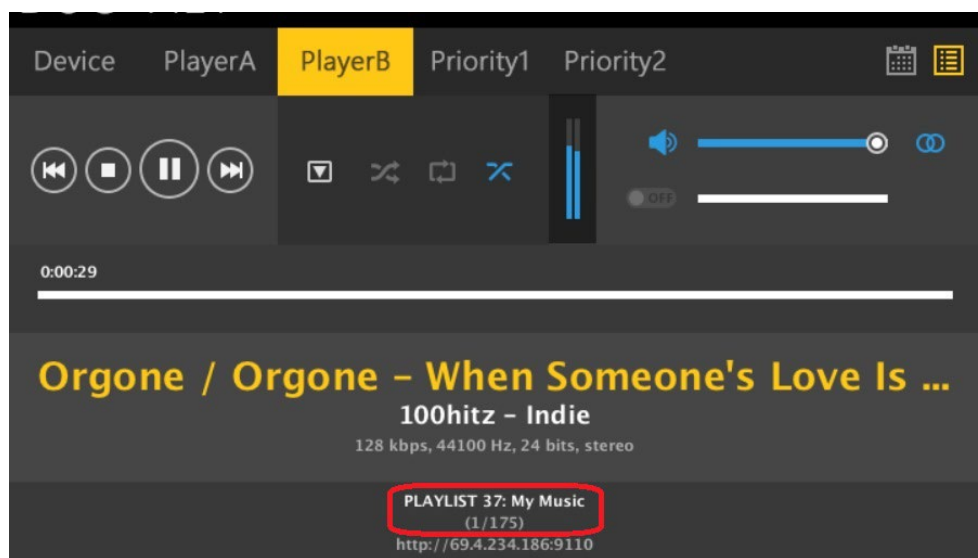 Device PlayerA PlayerB Priority1 Priority2
OFF
0:00:29
Orgone / Orgone – When Someone's Love Is ...
100hitz – Indie
128 kbps, 44100 Hz, 24 bits, stereo
PLAYLIST 37: My Music
(1/175)
http://69.4.234.186:9110